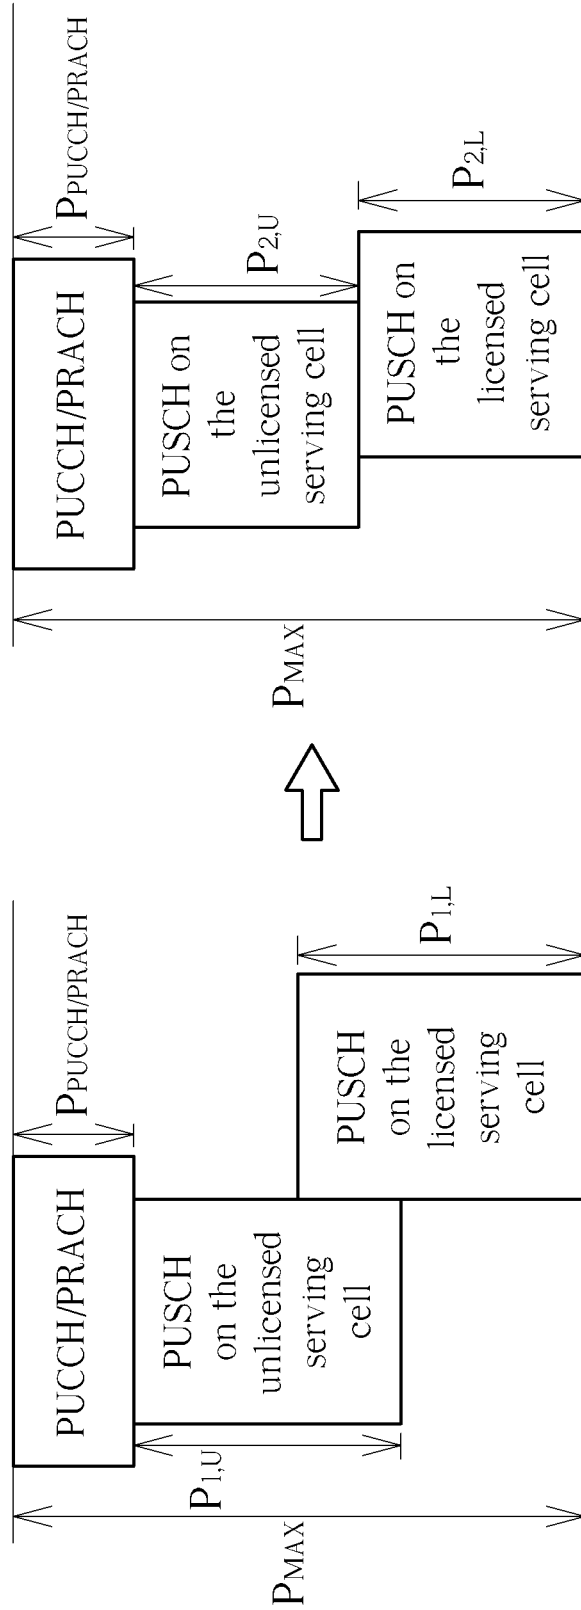 PUCCH/PRACH
PUSCH
on the
unlicensed
serving
cell
PUSCH
on the
licensed
serving
cell
PMAX
P1,U
PPUCCH/PRACH
P1,L
PUCCH/PRACH
PUSCH on
the
unlicensed
serving cell
PUSCH on
the
licensed
serving cell
PMAX
PPUCCH/PRACH
P2,U
P2,L